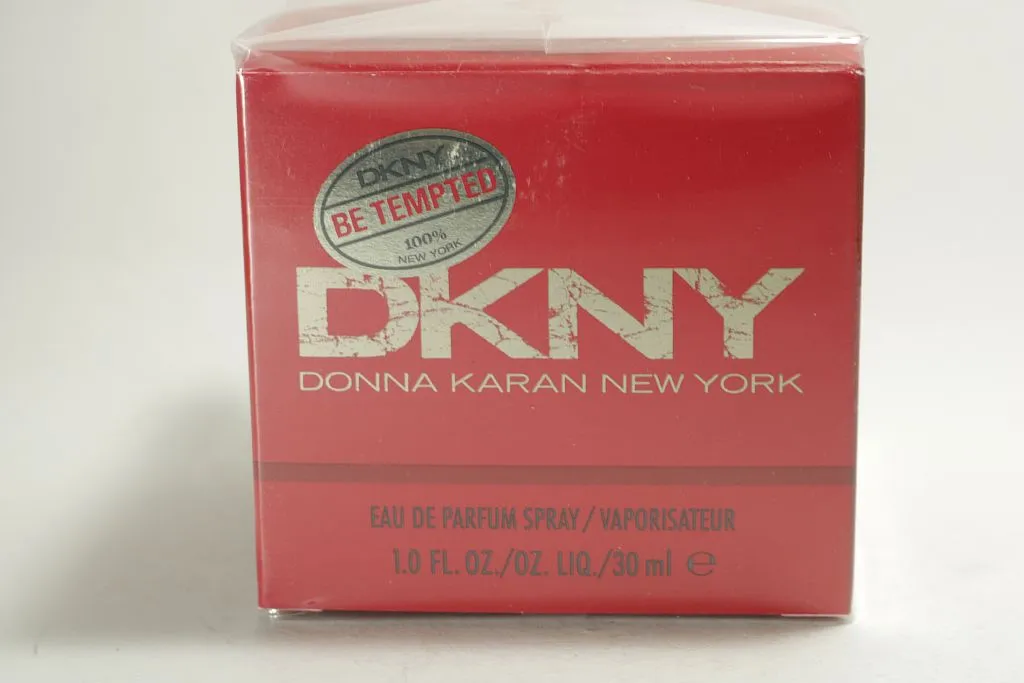 DKNY
BE TEMPTED
100%
NEW YORK
DKNY
DONNA KARAN NEW YORK
EAU DE PARFUM SPRAY / VAPORISATEUR
1.0 FL. OZ./OZ. LIQ./30 ml ℮